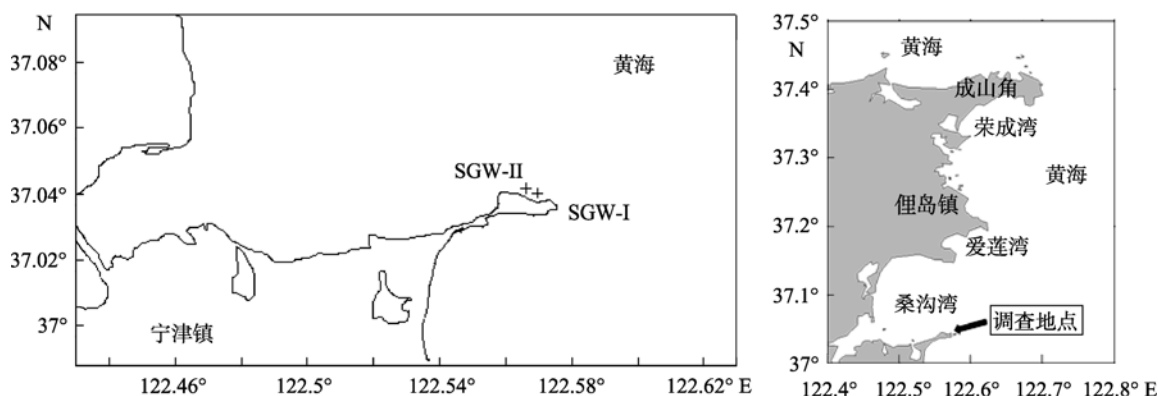 N
37.08°
37.06°
37.04°
37.02°
37°
黄海
SGW-II
SGW-I
宁津镇
122.46°
122.5°
122.54°
122.58°
122.62° E
37.5°
N
37.4°
37.3°
37.2°
37.1°
37°
黄海
成山角
荣成湾
黄海
俚岛镇
爱莲湾
桑沟湾
调查地点
122.4°
122.5°
122.6°
122.7°
122.8° E